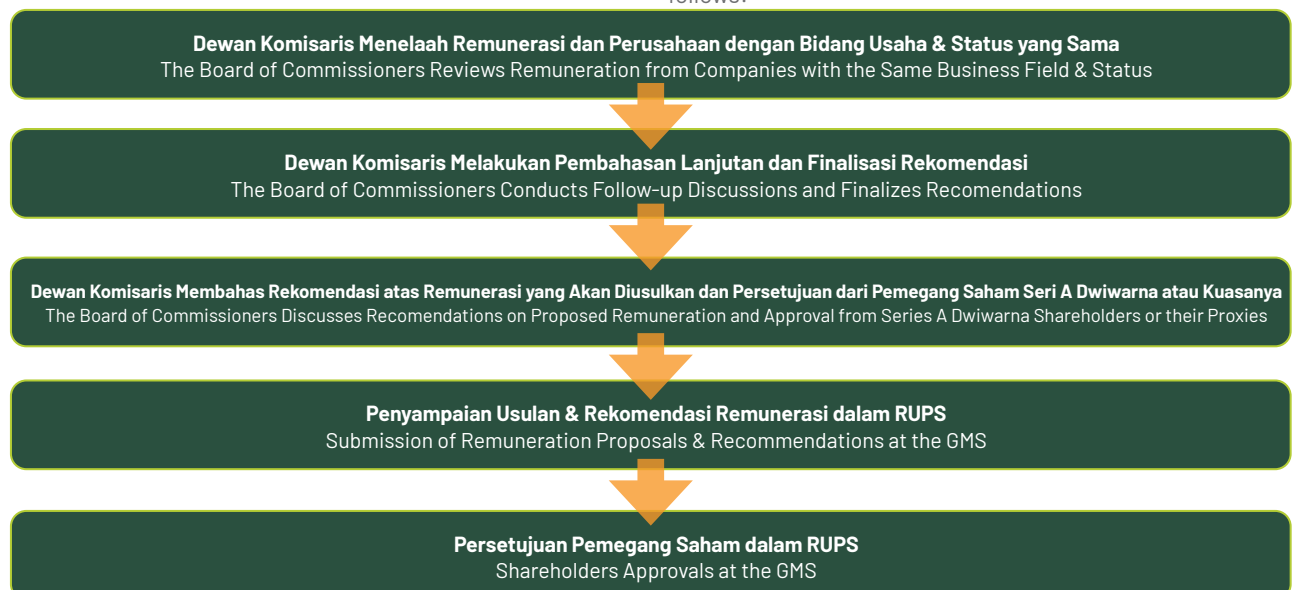 follows:
Dewan Komisaris Menelaah Remunerasi dan Perusahaan dengan Bidang Usaha & Status yang Sama
The Board of Commissioners Reviews Remuneration from Companies with the Same Business Field & Status
Dewan Komisaris Melakukan Pembahasan Lanjutan dan Finalisasi Rekomendasi
The Board of Commissioners Conducts Follow-up Discussions and Finalizes Recomendations
Dewan Komisaris Membahas Rekomendasi atas Remunerasi yang Akan Diusulkan dan Persetujuan dari Pemegang Saham Seri A Dwiwarna atau Kuasanya
The Board of Commissioners Discusses Recomendations on Proposed Remuneration and Approval from Series A Dwiwarna Shareholders or their Proxies
Penyampaian Usulan & Rekomendasi Remunerasi dalam RUPS
Submission of Remuneration Proposals & Recommendations at the GMS
Persetujuan Pemegang Saham dalam RUPS
Shareholders Approvals at the GMS